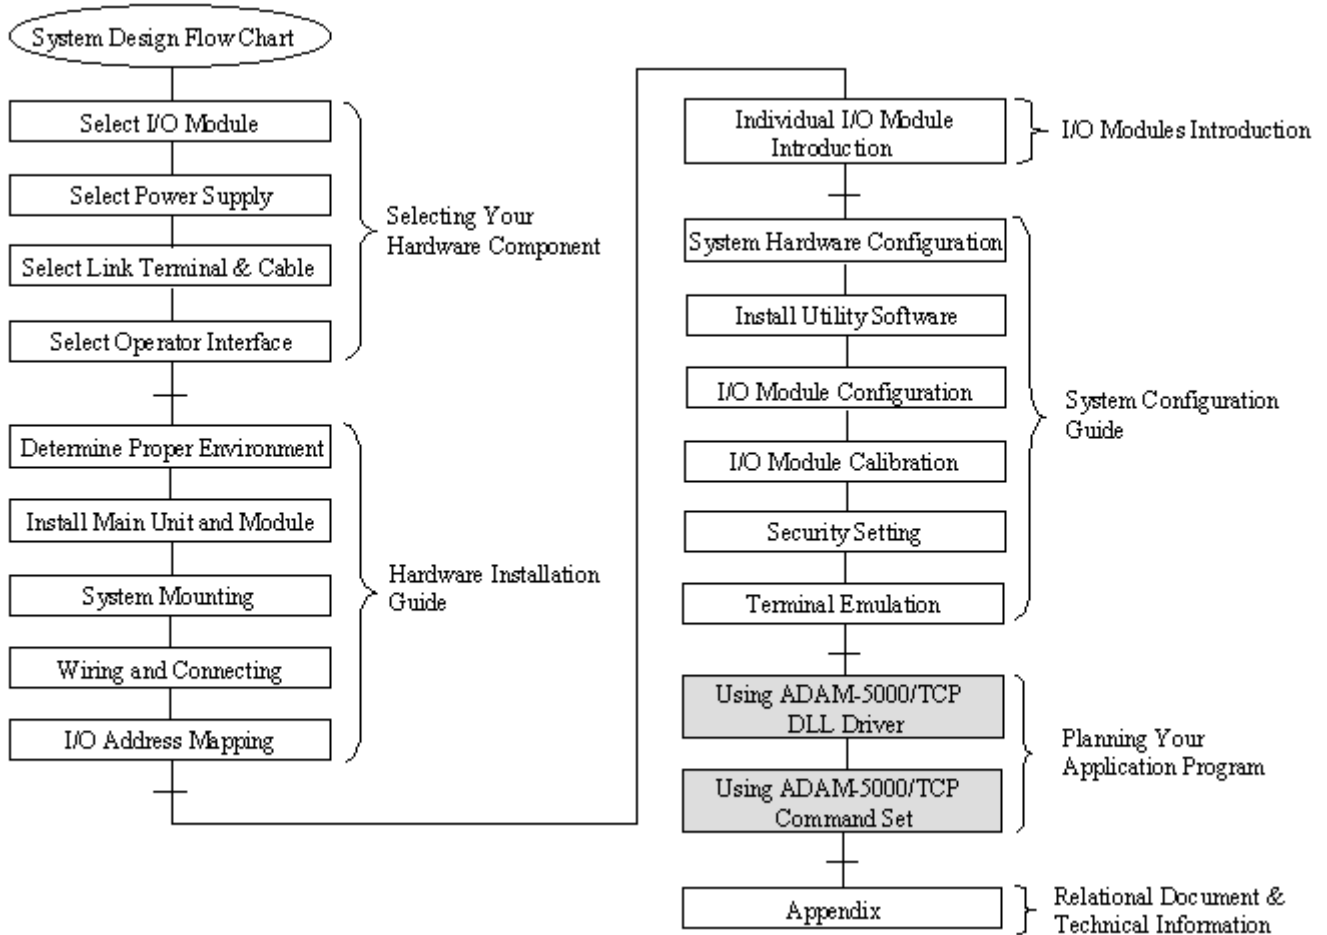 System Design Flow Chart
Select I/O Module
Select Power Supply
Select Link Terminal & Cable
Select Operator Interface
Selecting Your
Hardware Component
Determine Proper Environment
Install Main Unit and Module
System Mounting
Wiring and Connecting
I/O Address Mapping
Hardware Installation
Guide
Individual I/O Module
Introduction
I/O Modules Introduction
System Hardware Configuration
Install Utility Software
I/O Module Configuration
I/O Module Calibration
Security Setting
Terminal Emulation
System Configuration
Guide
Using ADAM-5000/TCP
DLL Driver
Using ADAM-5000/TCP
Command Set
Planning Your
Application Program
Appendix
Relational Document &
Technical Information